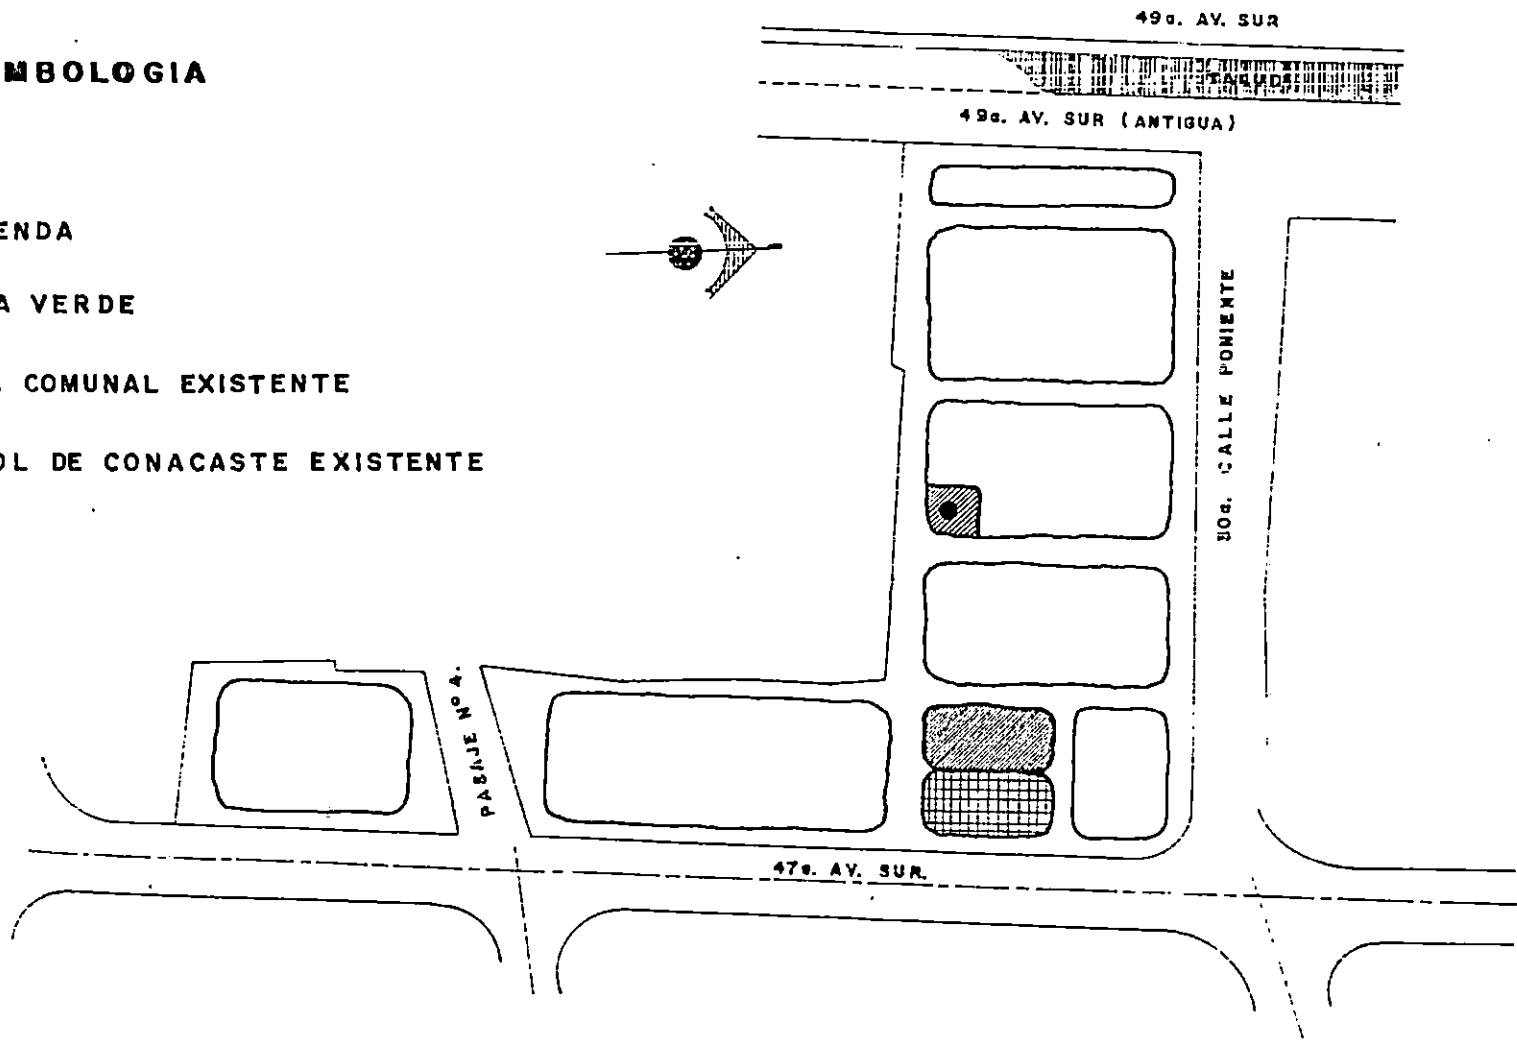 49a. AV. SUR
MBOLOGIA
TALUD
49a. AV. SUR (ANTIGUA)
ENDA
A VERDE
COMUNAL EXISTENTE
OL DE CONACASTE EXISTENTE
CALLE PONIENTE
PASAJE Nº 4.
47a. AV. SUR.